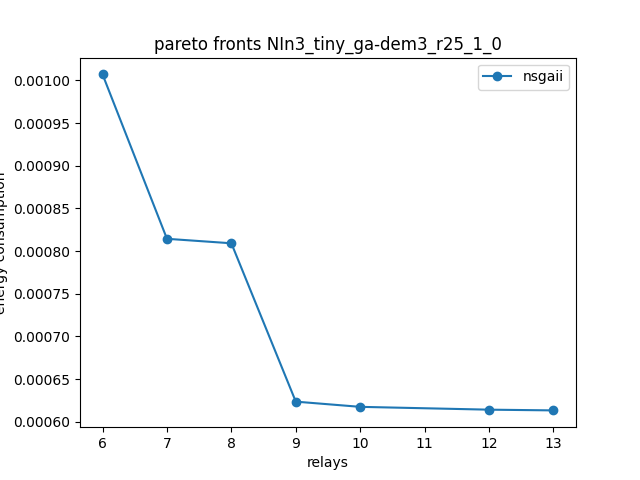 pareto fronts NIn3_tiny_ga-dem3_r25_1_0
nsgaii
0.00100
0.00095
0.00090
0.00085
0.00080
0.00075
0.00070
0.00065
0.00060
energy consumption
6 7 8 9 10 11 12 13
relays